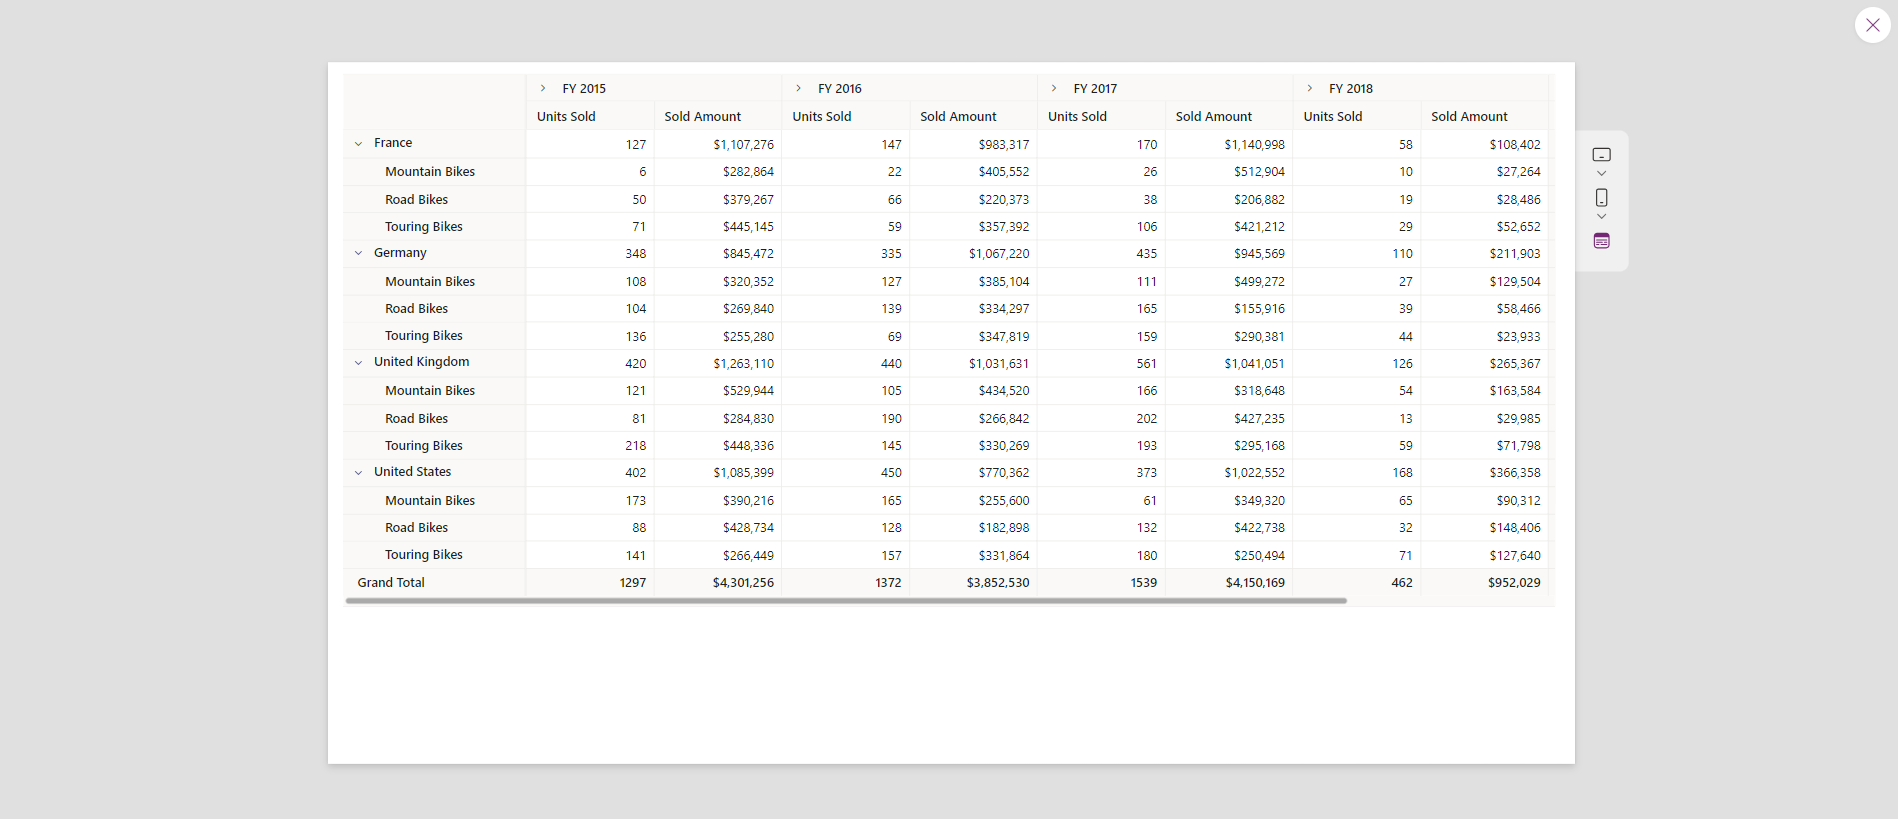 FY 2015 FY 2016 FY 2017 FY 2018
Units Sold Sold Amount Units Sold Sold Amount Units Sold Sold Amount Units Sold Sold Amount
France 127 $1,107,276 147 $983,317 170 $1,140,998 58 $108,402
Mountain Bikes 6 $282,864 22 $405,552 26 $512,904 10 $27,264
Road Bikes 50 $379,267 66 $220,373 38 $206,882 19 $28,486
Touring Bikes 71 $445,145 59 $357,392 106 $421,212 29 $52,652
Germany 348 $845,472 335 $1,067,220 435 $945,569 110 $211,903
Mountain Bikes 108 $320,352 127 $385,104 111 $499,272 27 $129,504
Road Bikes 104 $269,840 139 $334,297 165 $155,916 39 $58,466
Touring Bikes 136 $255,280 69 $347,819 159 $290,381 44 $23,933
United Kingdom 420 $1,263,110 440 $1,031,631 561 $1,041,051 126 $265,367
Mountain Bikes 121 $529,944 105 $434,520 166 $318,648 54 $163,584
Road Bikes 81 $284,830 190 $266,842 202 $427,235 13 $29,985
Touring Bikes 218 $448,336 145 $330,269 193 $295,168 59 $71,798
United States 402 $1,085,399 450 $770,362 373 $1,022,552 168 $366,358
Mountain Bikes 173 $390,216 165 $255,600 61 $349,320 65 $90,312
Road Bikes 88 $428,734 128 $182,898 132 $422,738 32 $148,406
Touring Bikes 141 $266,449 157 $331,864 180 $250,494 71 $127,640
Grand Total 1297 $4,301,256 1372 $3,852,530 1539 $4,150,169 462 $952,029